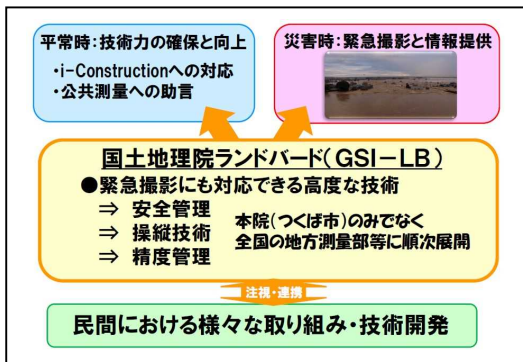 平常時：技術力の確保と向上
・i-Constructionへの対応
・公共測量への助言
災害時：緊急撮影と情報提供
国土地理院ランドバード（GSI－LB）
●緊急撮影にも対応できる高度な技術
⇒ 安全管理
⇒ 操縦技術
⇒ 精度管理
本院（つくば市）のみでなく
全国の地方測量部等に順次展開
注視・連携
民間における様々な取り組み・技術開発